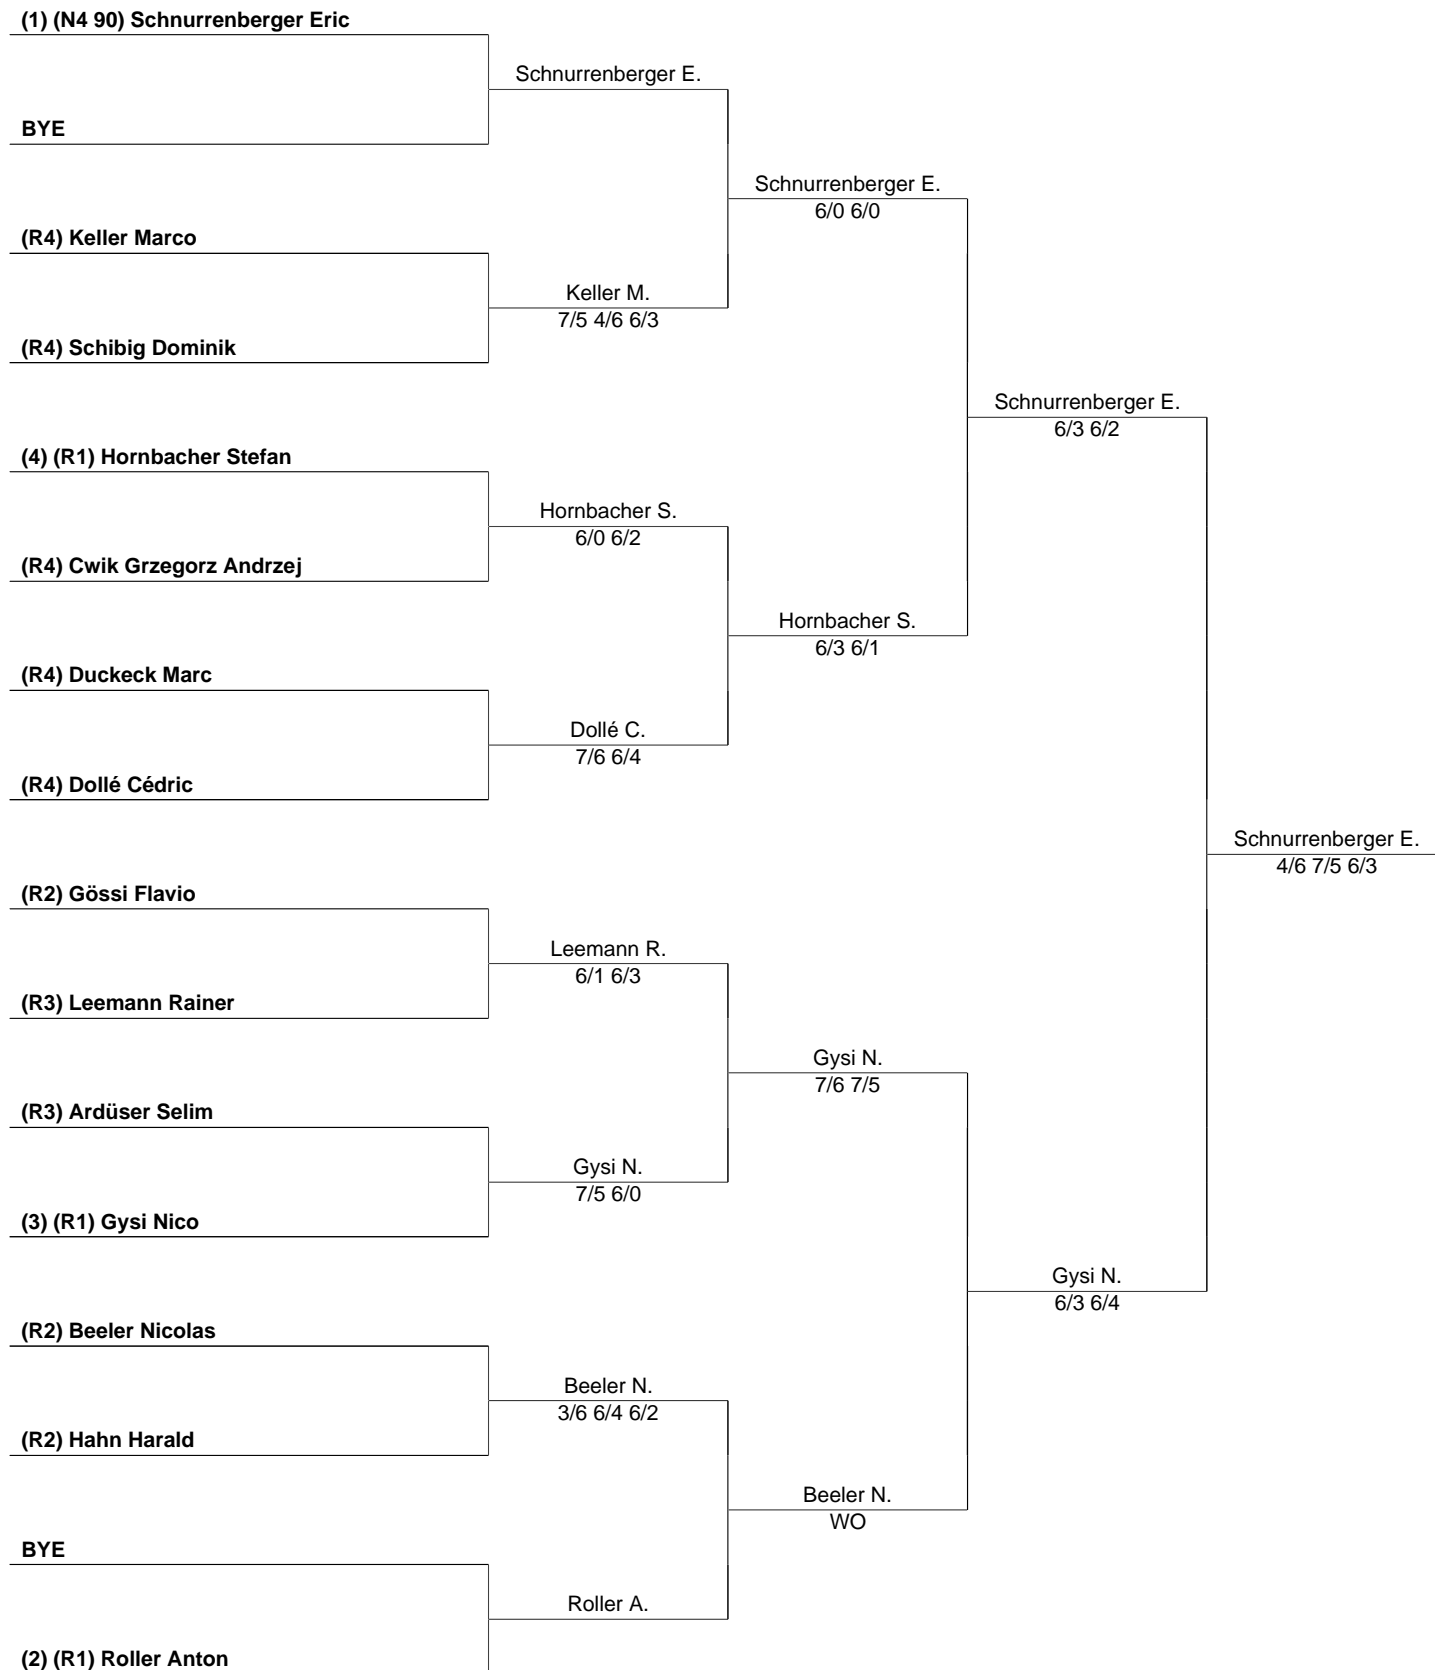 (1) (N4 90) Schnurrenberger Eric
Schnurrenberger E.
BYE
Schnurrenberger E.
6/0 6/0
(R4) Keller Marco
Keller M.
7/5 4/6 6/3
(R4) Schibig Dominik
Schnurrenberger E.
6/3 6/2
(4) (R1) Hornbacher Stefan
Hornbacher S.
6/0 6/2
(R4) Cwik Grzegorz Andrzej
Hornbacher S.
6/3 6/1
(R4) Duckeck Marc
Dollé C.
7/6 6/4
(R4) Dollé Cédric
Schnurrenberger E.
4/6 7/5 6/3
(R2) Gössi Flavio
Leemann R.
6/1 6/3
(R3) Leemann Rainer
Gysi N.
7/6 7/5
(R3) Ardüser Selim
Gysi N.
7/5 6/0
(3) (R1) Gysi Nico
Gysi N.
6/3 6/4
(R2) Beeler Nicolas
Beeler N.
3/6 6/4 6/2
(R2) Hahn Harald
Beeler N.
WO
BYE
Roller A.
(2) (R1) Roller Anton